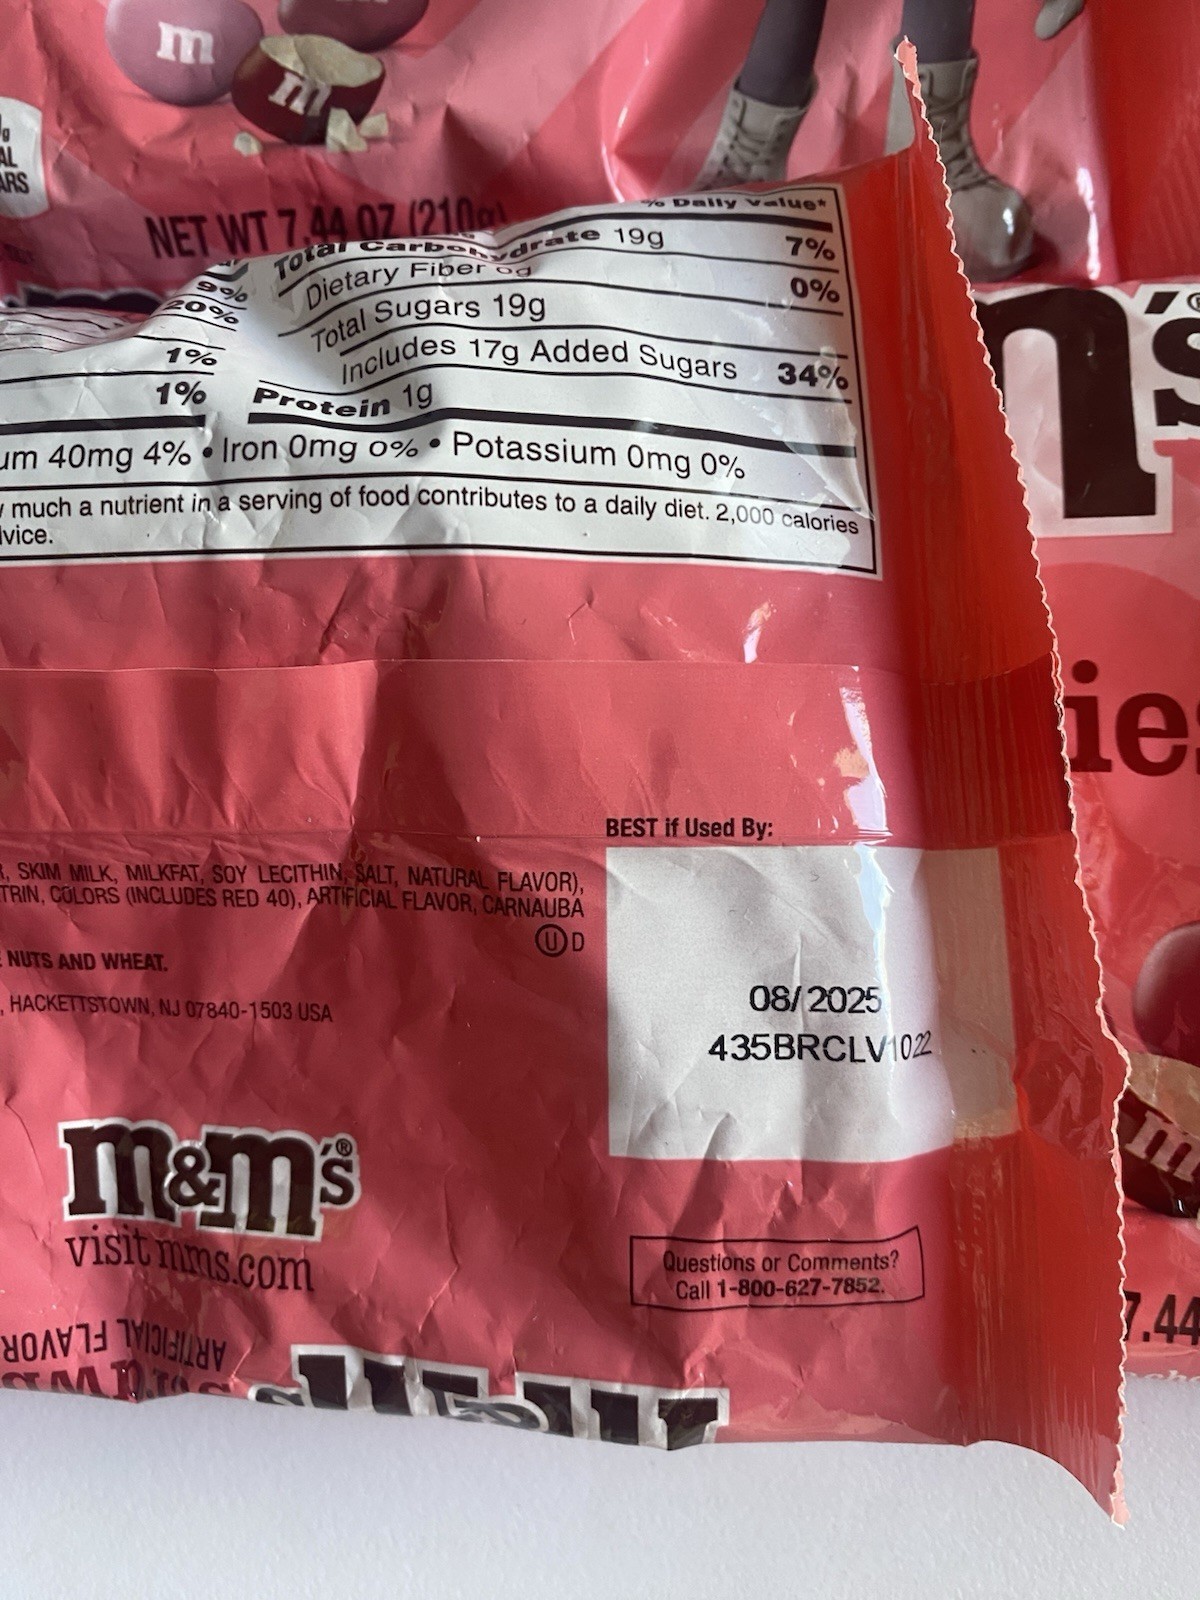 m
m
AL
ARS
NET WT 7.44 OZ (210g)
% Daily Value*
Total Carbohydrate 19g 7%
9% Dietary Fiber 0g 0%
20% Total Sugars 19g
1% Includes 17g Added Sugars 34%
1% Protein 1g
um 40mg 4% • Iron 0mg 0% • Potassium 0mg 0%
much a nutrient in a serving of food contributes to a daily diet. 2,000 calories
vice.
m's
ie
BEST if Used By:
, SKIM MILK, MILKFAT, SOY LECITHIN, SALT, NATURAL FLAVOR),
TRIN, COLORS (INCLUDES RED 40), ARTIFICIAL FLAVOR, CARNAUBA
U D
NUTS AND WHEAT.
, HACKETTSTOWN, NJ 07840-1503 USA
08/2025
435BRCLV1022
m&m's®
visit mms.com
Questions or Comments?
Call 1-800-627-7852.
m
7.44
ARTIFICIAL FLAVOR